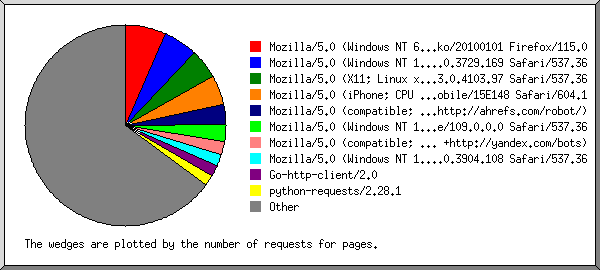 Mozilla/5.0 (Windows NT 6...ko/20100101 Firefox/115.0
Mozilla/5.0 (Windows NT 1....0.3729.169 Safari/537.36
Mozilla/5.0 (X11; Linux x...3.0.4103.97 Safari/537.36
Mozilla/5.0 (iPhone; CPU ...obile/15E148 Safari/604.1
Mozilla/5.0 (compatible; ...http://ahrefs.com/robot/)
Mozilla/5.0 (Windows NT 1...e/109.0.0.0 Safari/537.36
Mozilla/5.0 (compatible; ... +http://yandex.com/bots)
Mozilla/5.0 (Windows NT 1....0.3904.108 Safari/537.36
Go-http-client/2.0
python-requests/2.28.1
Other
The wedges are plotted by the number of requests for pages.